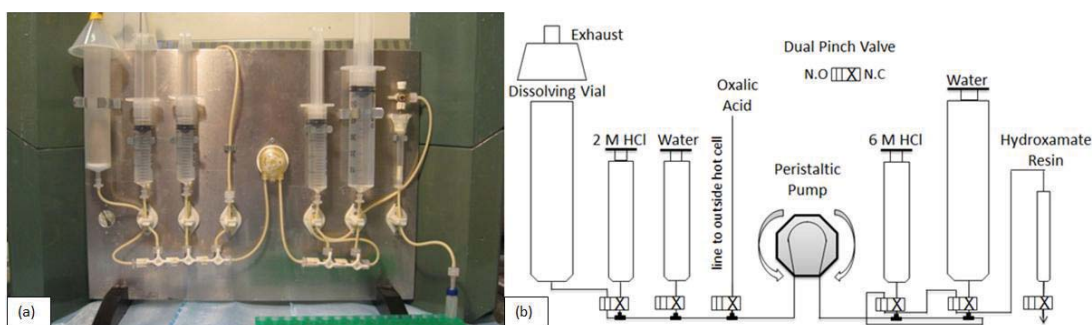 Exhaust
Dissolving Vial
2 M HCl
Water
Oxalic
Acid
line to outside hot cell
Dual Pinch Valve
N.O X N.C
Peristaltic
Pump
6 M HCl
Water
Hydroxamate
Resin
X
X
X
X
X
X
(a)
(b)